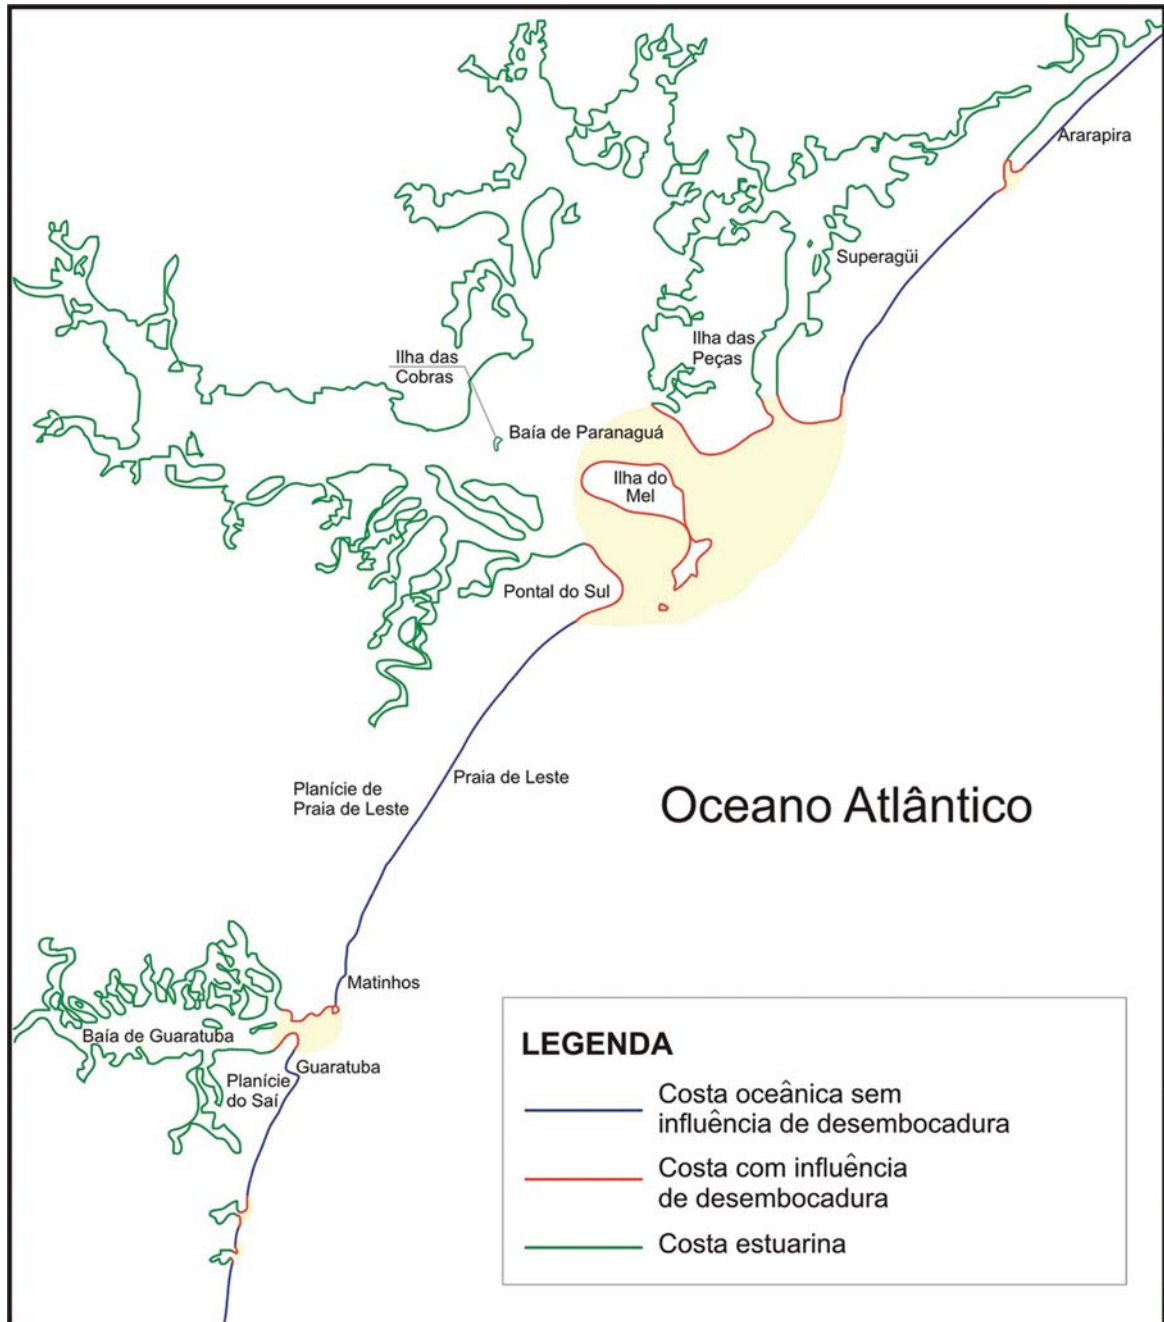 Ararapira
Superagüi
Ilha das
Peças
Ilha das
Cobras
Baía de Paranaguá
Ilha do
Mel
Pontal do Sul
Praia de Leste
Planície de
Praia de Leste
Oceano Atlântico
Matinhos
Baía de Guaratuba
Guaratuba
Planície
do Saí
LEGENDA
Costa oceânica sem
influência de desembocadura
Costa com influência
de desembocadura
Costa estuarina